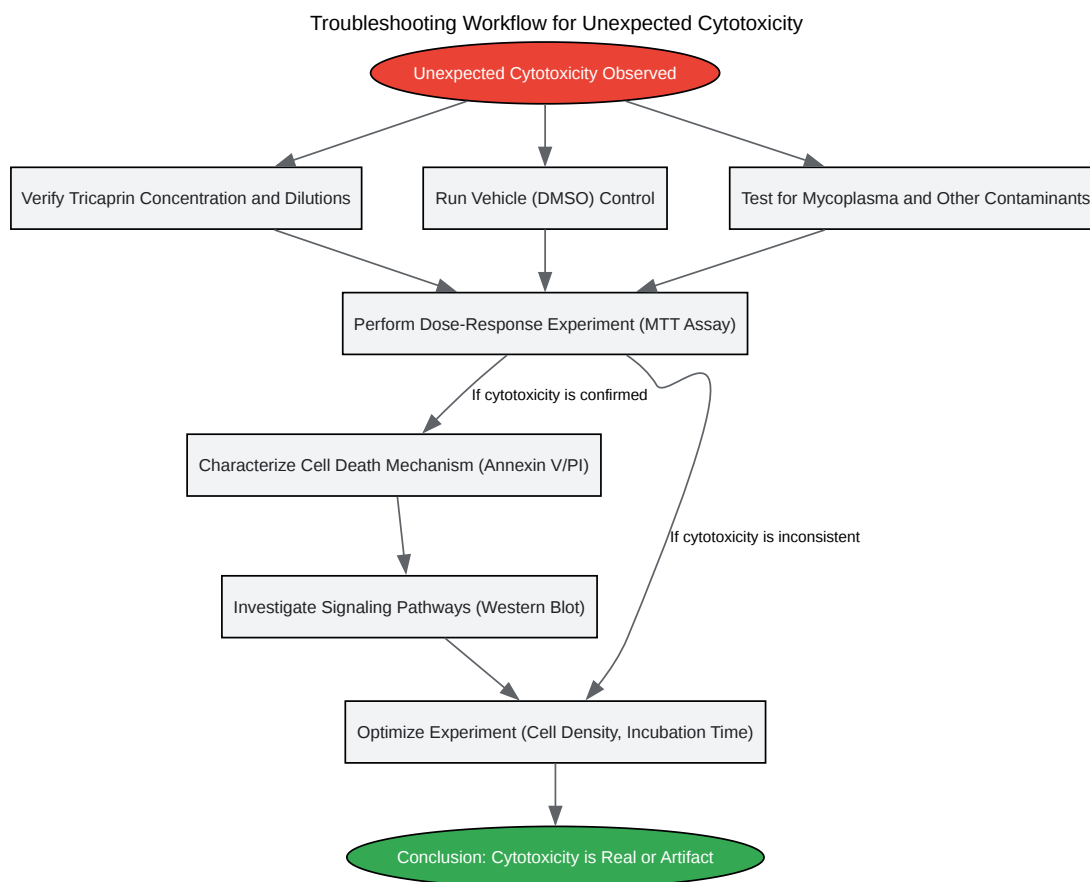 Troubleshooting Workflow for Unexpected Cytotoxicity
Unexpected Cytotoxicity Observed
Verify Tricaprin Concentration and Dilutions
Run Vehicle (DMSO) Control
Test for Mycoplasma and Other Contaminants
Perform Dose-Response Experiment (MTT Assay)
If cytotoxicity is confirmed
Characterize Cell Death Mechanism (Annexin V/PI)
If cytotoxicity is inconsistent
Investigate Signaling Pathways (Western Blot)
Optimize Experiment (Cell Density, Incubation Time)
Conclusion: Cytotoxicity is Real or Artifact